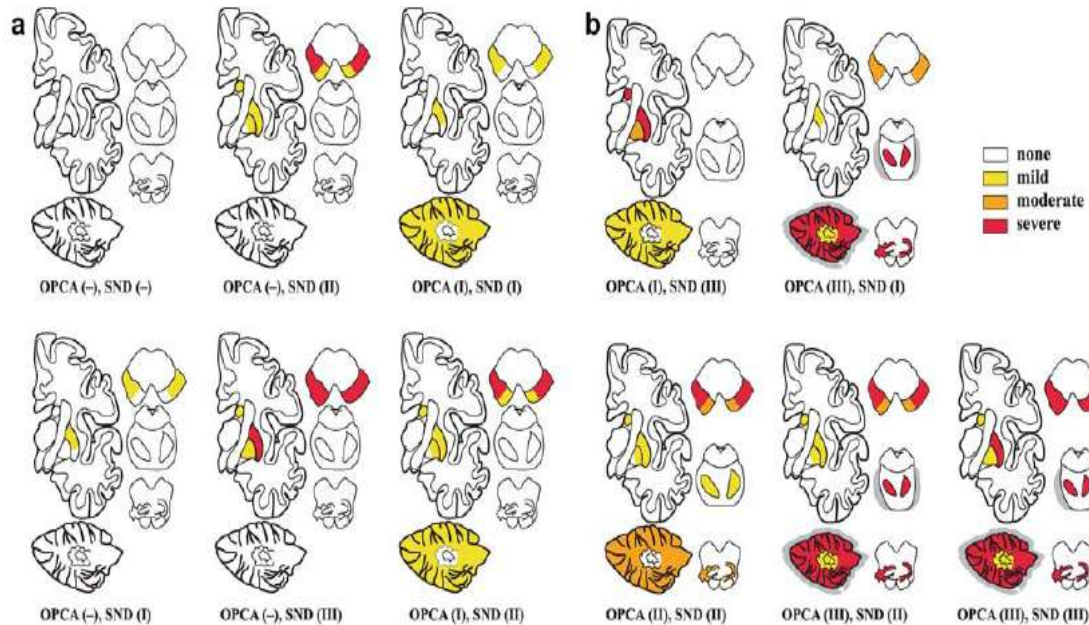 a
b
none
mild
moderate
severe
OPCA (–), SND (–)
OPCA (–), SND (II)
OPCA (I), SND (I)
OPCA (I), SND (III)
OPCA (III), SND (I)
OPCA (–), SND (I)
OPCA (–), SND (III)
OPCA (I), SND (II)
OPCA (II), SND (II)
OPCA (III), SND (II)
OPCA (III), SND (III)